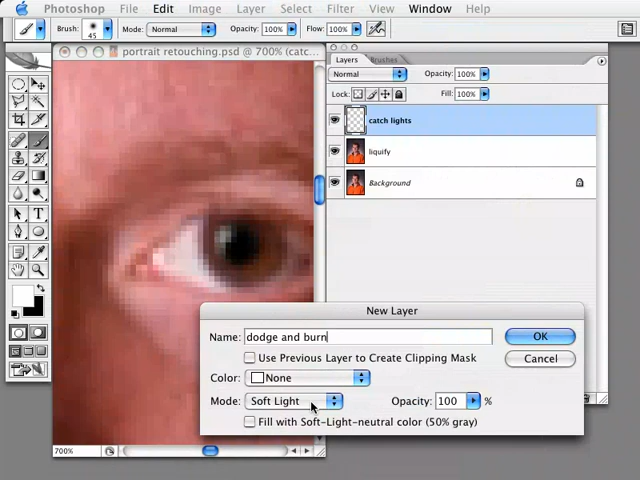 Photoshop File Edit Image Layer Select Filter View Window Help
Brush: 45 Mode: Normal Opacity: 100% Flow: 100%
portrait retouching.psd @ 700% (catc...
Layers Brushes
Normal Opacity: 100%
Lock: Fill: 100%
catch lights
liquify
Background
New Layer
Name: dodge and burn OK
Use Previous Layer to Create Clipping Mask Cancel
Color: None
Mode: Soft Light Opacity: 100 %
Fill with Soft-Light-neutral color (50% gray)
700%